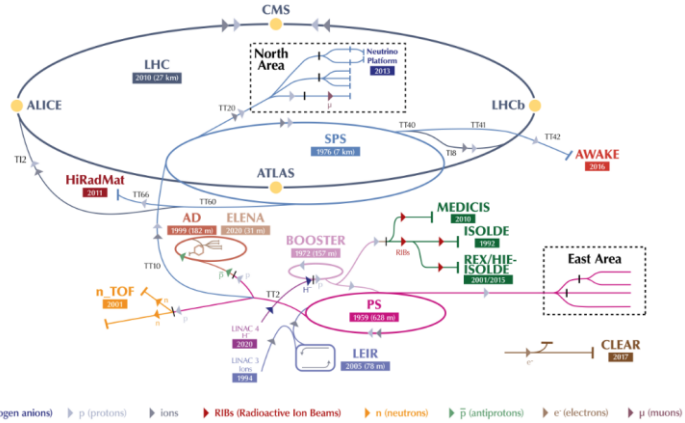 CMS
North
Area
Neutrino
Platform
2013
LHC
2010 (27 km)
μ
ALICE
LHCb
TT20
TT40
TT41
TT42
SPS
1976 (7 km)
TI8
TI2
AWAKE
2016
ATLAS
HiRadMat
2011
TT66
TT60
MEDICIS
2010
AD
1999 (182 m)
ELENA
2020 (31 m)
ISOLDE
1992
BOOSTER
1972 (157 m)
RIBs
REX/HIE-
ISOLDE
2001/2015
East Area
TT10
p̅
p
n_TOF
2001
n
n
p
TT2
H⁻
p
PS
1959 (628 m)
LINAC 4
H⁻
2020
LINAC 3
Ions
1994
LEIR
2005 (78 m)
CLEAR
2017
e⁻
ogen anions)
p (protons)
ions
RIBs (Radioactive Ion Beams)
n (neutrons)
p̅ (antiprotons)
e⁻ (electrons)
μ (muons)